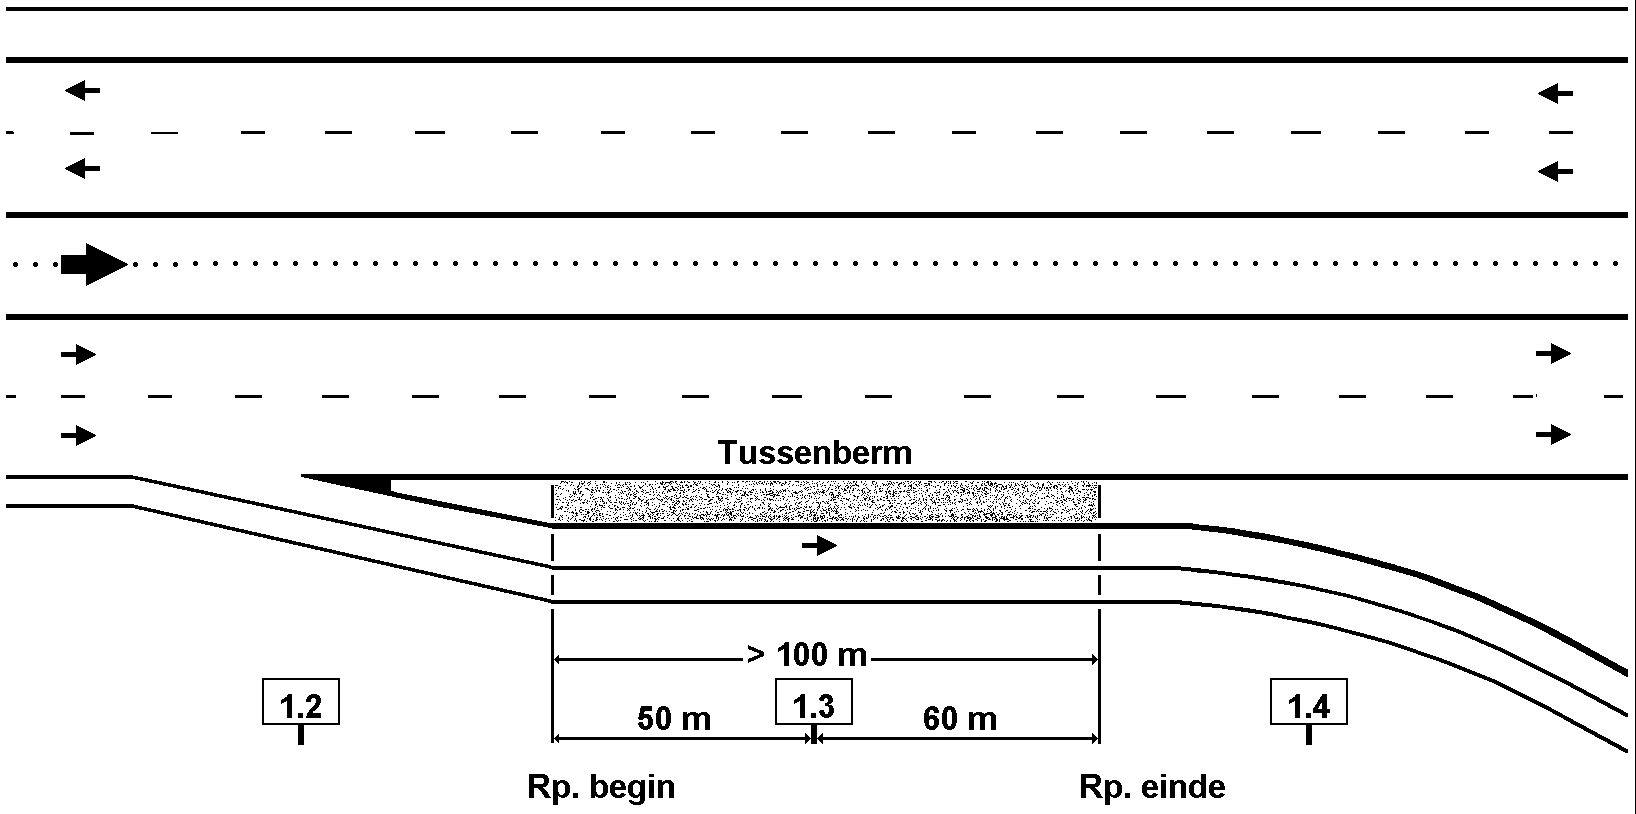 Tussenberm
> 100 m
1.2
1.3
1.4
50 m
60 m
Rp. begin
Rp. einde